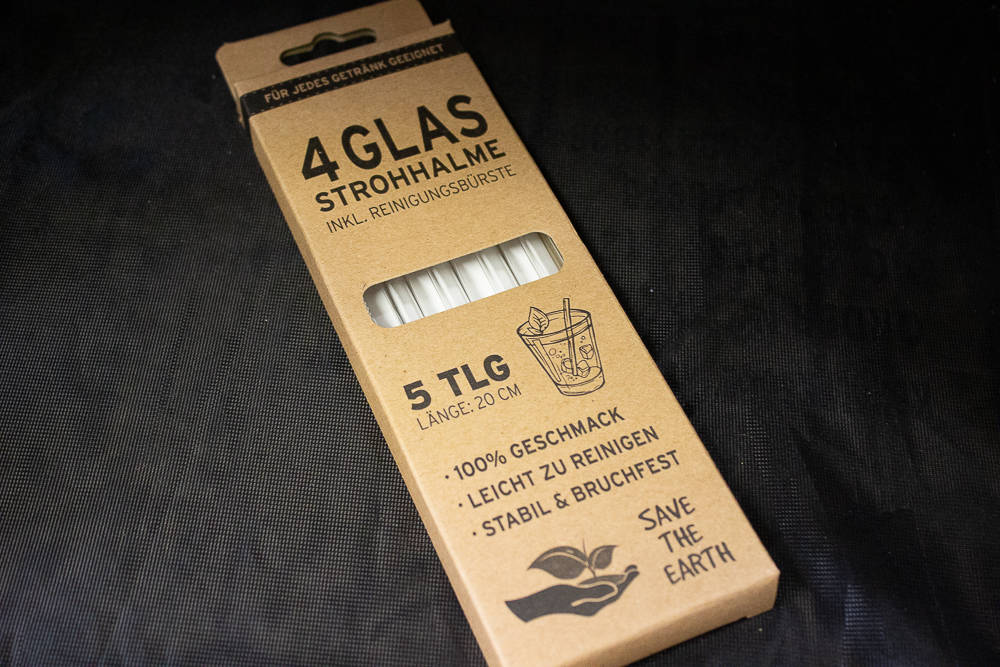 FÜR JEDES GETRÄNK GEEIGNET
4 GLAS
STROHHALME
INKL. REINIGUNGSBÜRSTE
5 TLG
LÄNGE: 20 CM
· 100% GESCHMACK
· LEICHT ZU REINIGEN
· STABIL & BRUCHFEST
SAVE
THE
EARTH